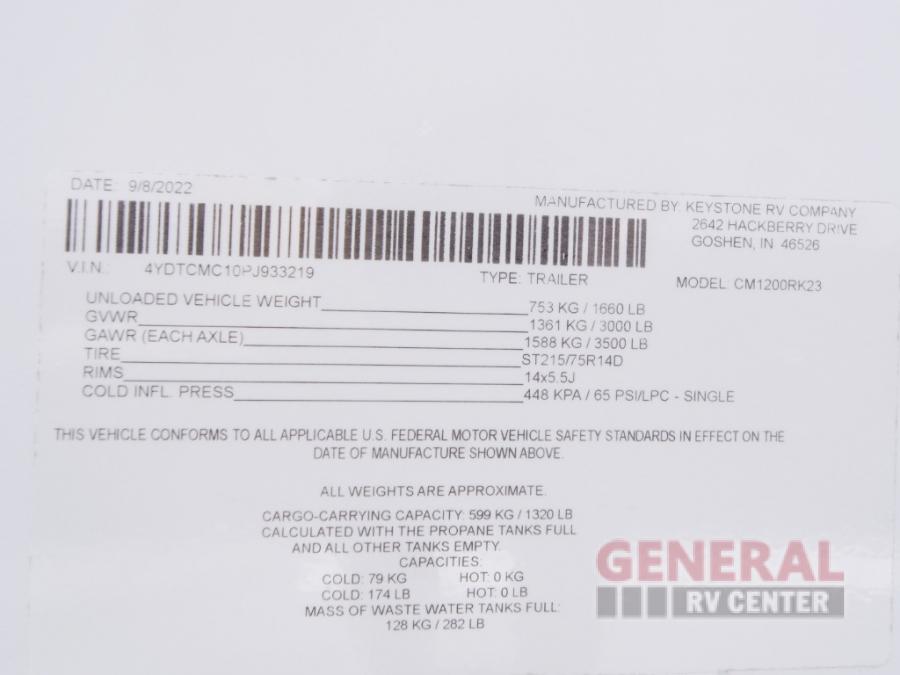 DATE: 9/8/2022
MANUFACTURED BY: KEYSTONE RV COMPANY
2642 HACKBERRY DRIVE
GOSHEN, IN 46526
V.I.N.: 4YDTCMC10PJ933219 TYPE: TRAILER MODEL: CM1200RK23
UNLOADED VEHICLE WEIGHT 753 KG / 1660 LB
GVWR 1361 KG / 3000 LB
GAWR (EACH AXLE) 1588 KG / 3500 LB
TIRE ST215/75R14D
RIMS 14x5.5J
COLD INFL. PRESS 448 KPA / 65 PSI/LPC - SINGLE
THIS VEHICLE CONFORMS TO ALL APPLICABLE U.S. FEDERAL MOTOR VEHICLE SAFETY STANDARDS IN EFFECT ON THE
DATE OF MANUFACTURE SHOWN ABOVE.
ALL WEIGHTS ARE APPROXIMATE.
CARGO-CARRYING CAPACITY: 599 KG / 1320 LB
CALCULATED WITH THE PROPANE TANKS FULL
AND ALL OTHER TANKS EMPTY.
CAPACITIES:
COLD: 79 KG HOT: 0 KG
COLD: 174 LB HOT: 0 LB
MASS OF WASTE WATER TANKS FULL:
128 KG / 282 LB
GENERAL
RV CENTER